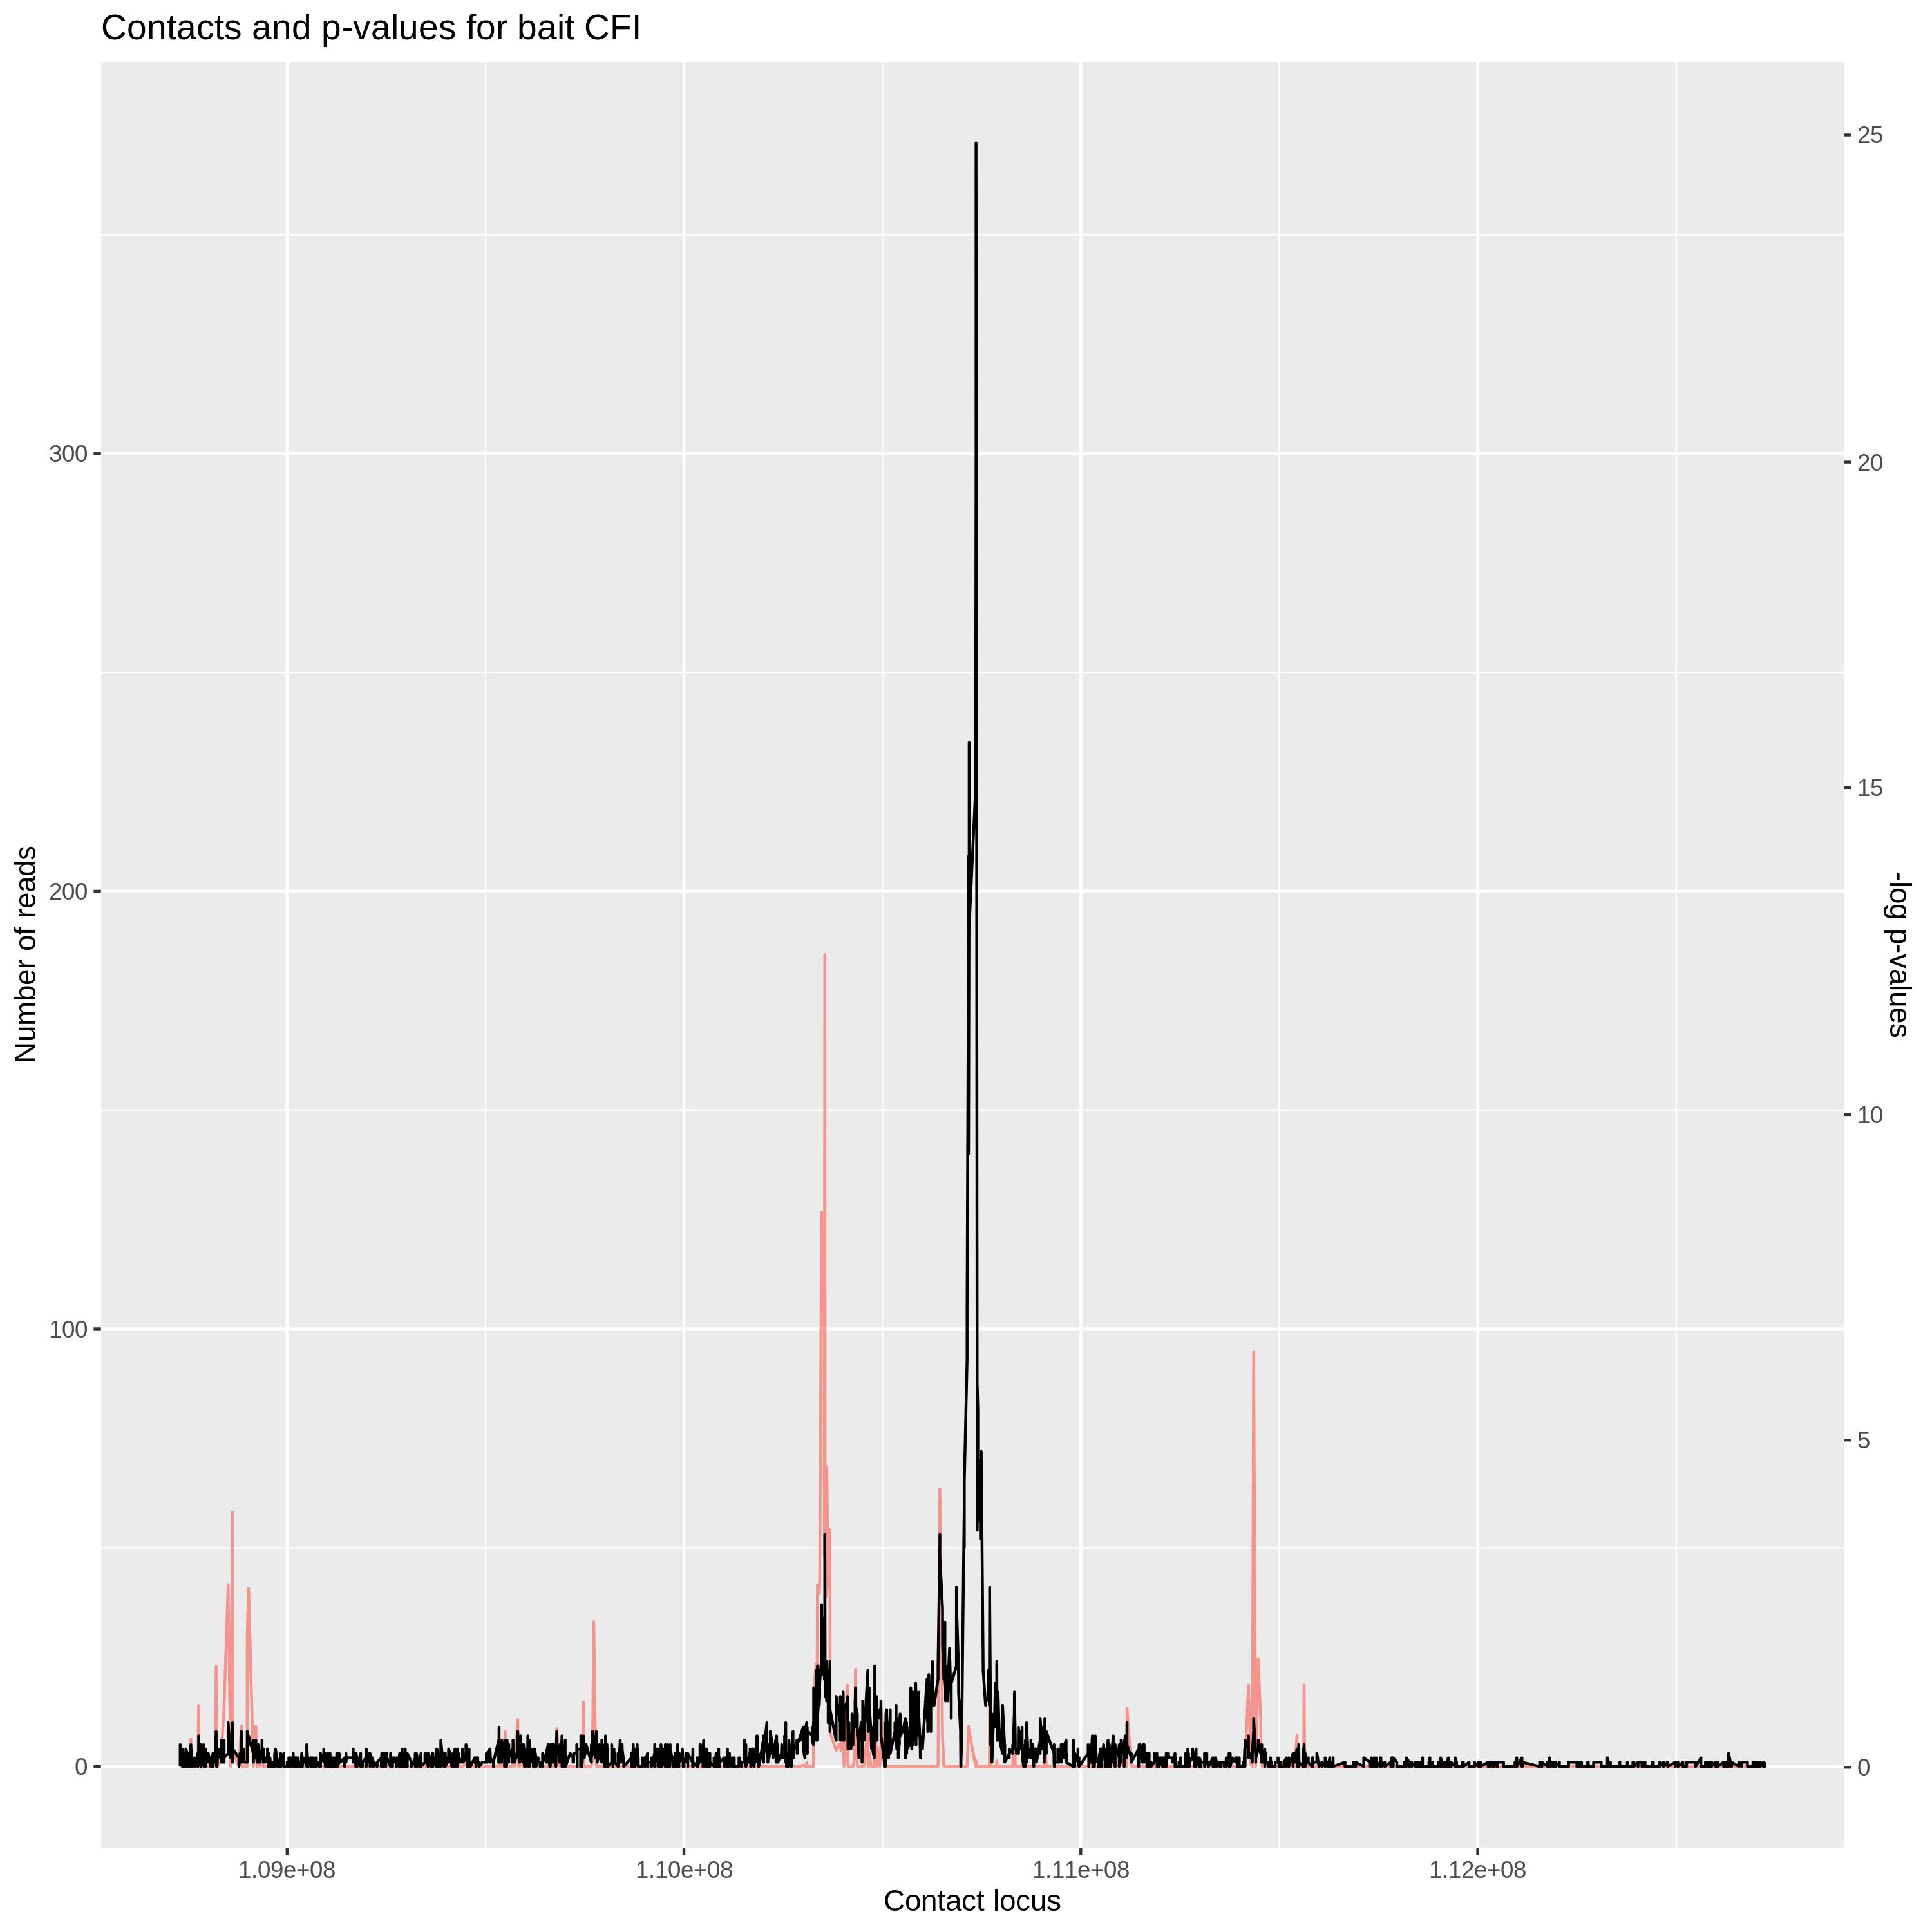 Contacts and p-values for bait CFI
Number of reads
300
200
100
0
25
20
15
10
5
0
-log p-values
1.09e+08 1.10e+08 1.11e+08 1.12e+08
Contact locus